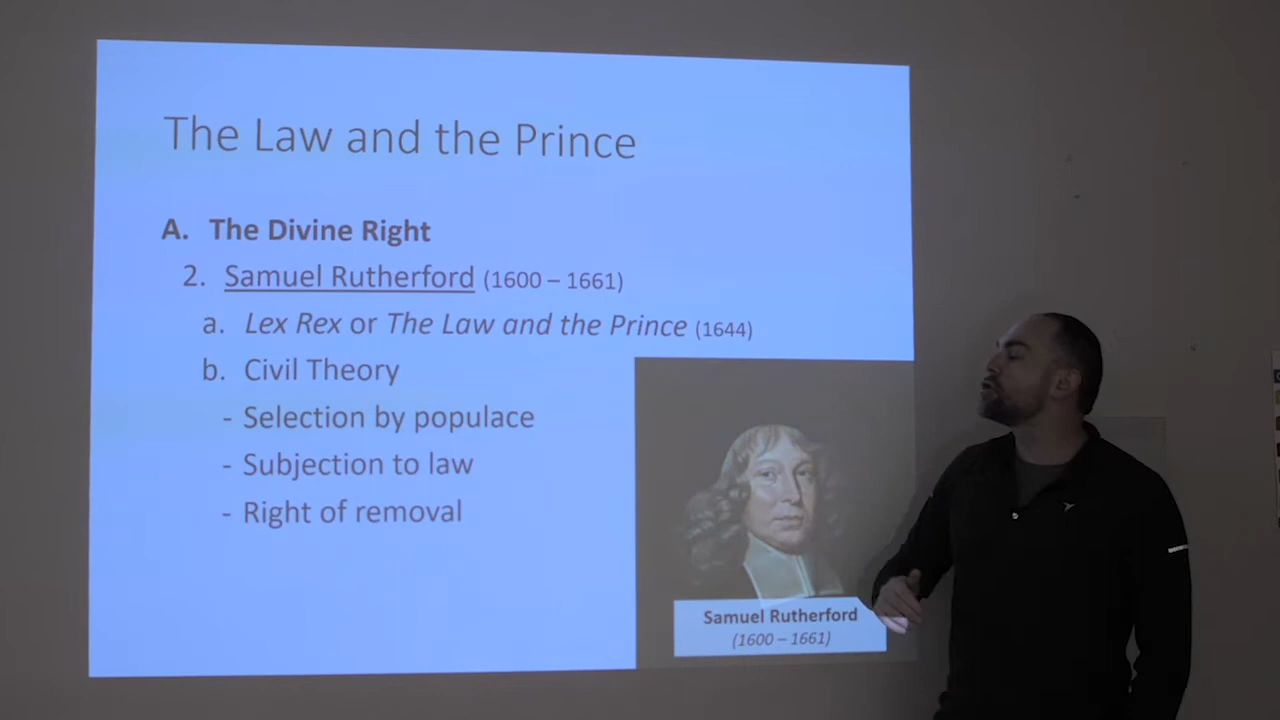 The Law and the Prince
A. The Divine Right
2. Samuel Rutherford (1600 – 1661)
a. Lex Rex or The Law and the Prince (1644)
b. Civil Theory
- Selection by populace
- Subjection to law
- Right of removal
Samuel Rutherford
(1600 – 1661)